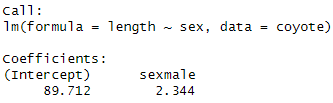 Call:
lm(formula = length ~ sex, data = coyote)
Coefficients:
(Intercept) sexmale
89.712 2.344